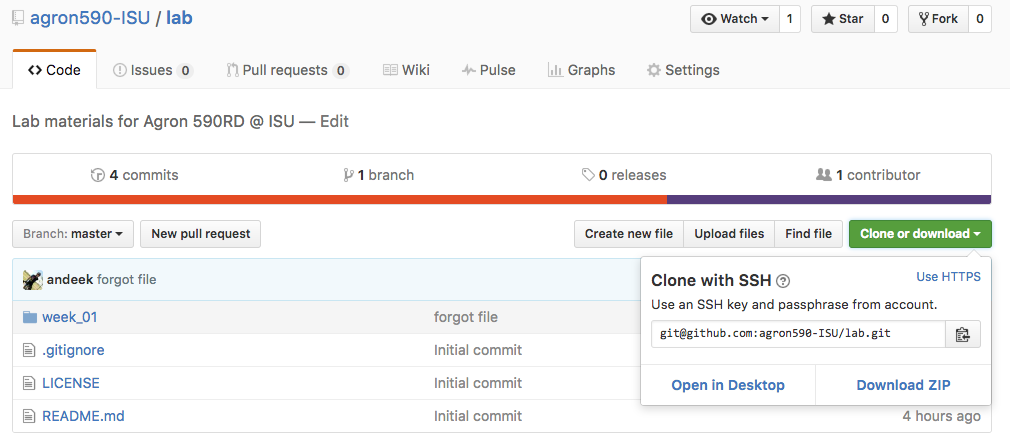 agron590-ISU / lab
Watch 1 Star 0 Fork 0
Code Issues 0 Pull requests 0 Wiki Pulse Graphs Settings
Lab materials for Agron 590RD @ ISU — Edit
4 commits 1 branch 0 releases 1 contributor
Branch: master New pull request Create new file Upload files Find file Clone or download
andeek forgot file
week_01 forgot file
.gitignore Initial commit
LICENSE Initial commit
README.md Initial commit 4 hours ago
Clone with SSH ? Use HTTPS
Use an SSH key and passphrase from account.
git@github.com:agron590-ISU/lab.git
Open in Desktop Download ZIP